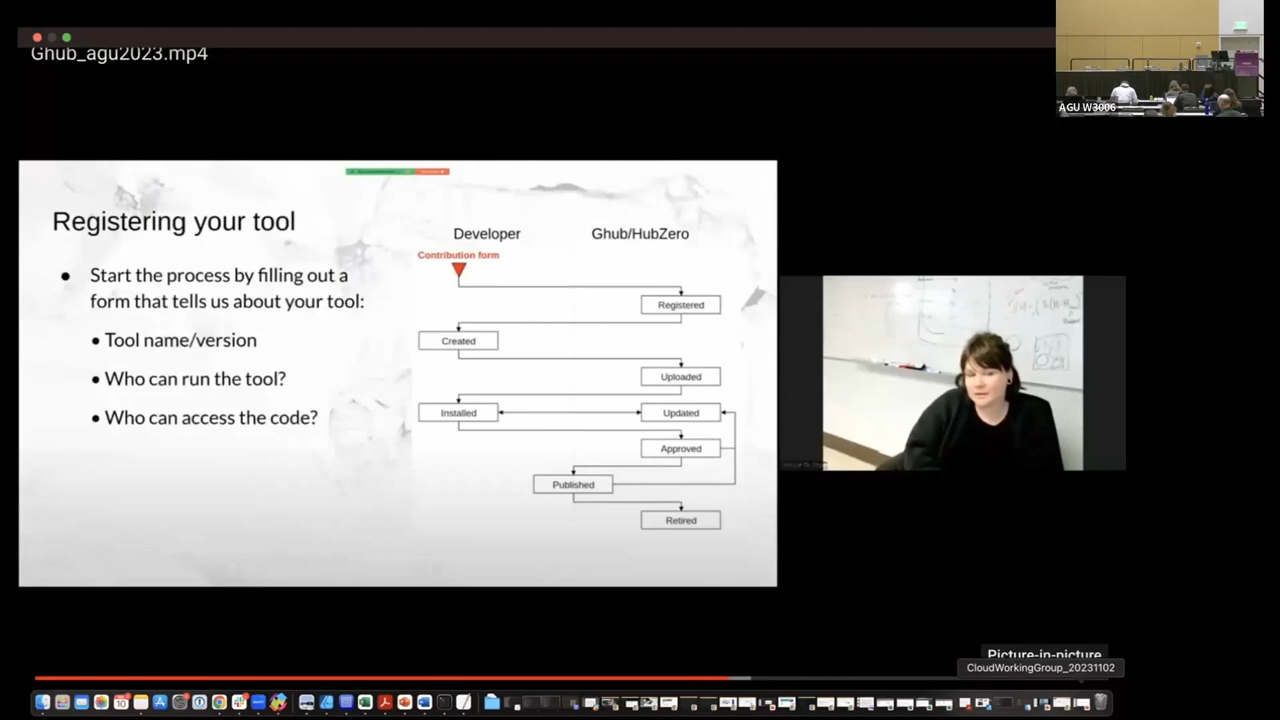 Ghub_agu2023.mp4
AGU W3006
Registering your tool
● Start the process by filling out a
form that tells us about your tool:
• Tool name/version
• Who can run the tool?
• Who can access the code?
Developer
Ghub/HubZero
Contribution form
Registered
Created
Uploaded
Installed
Updated
Approved
Published
Retired
Picture-in-picture
CloudWorkingGroup_20231102